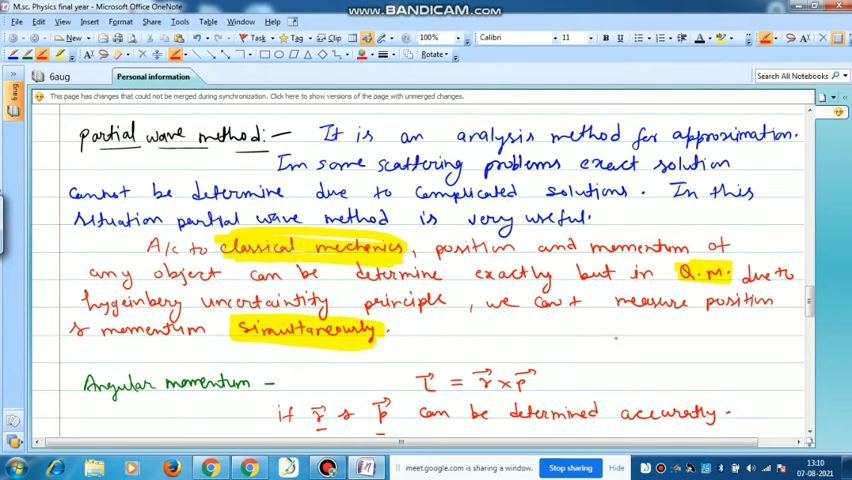 M.sc. Physics final year - Microsoft Office OneNote
www.BANDICAM.com
File Edit View Insert Format Share Tools Table Window Help
New Task Tag Clip 100% Calibri 11 B U
Rotate
6aug Personal information Search All Notebooks
This page has changes that could not be merged during synchronization. Click here to show versions of the page with unmerged changes.
6aug
partial wave method:- It is an analysis method for approximation.
Im some scattering problems exact solution
cannot be determine due to complicated solutions. In this
situation partial wave method is very useful.
A/c to classical mechenics, position and momentum of
any object can be determine exactly but in Q.M. due to
hygeinberg uncertaintity principle, we can't measure position
& momentum simultaneously.
Angular momentum - L⃗ = r⃗ × p⃗
if r⃗ & p⃗ can be determined accuratly.
meet.google.com is sharing a window. Stop sharing Hide
13:10
07-08-2021